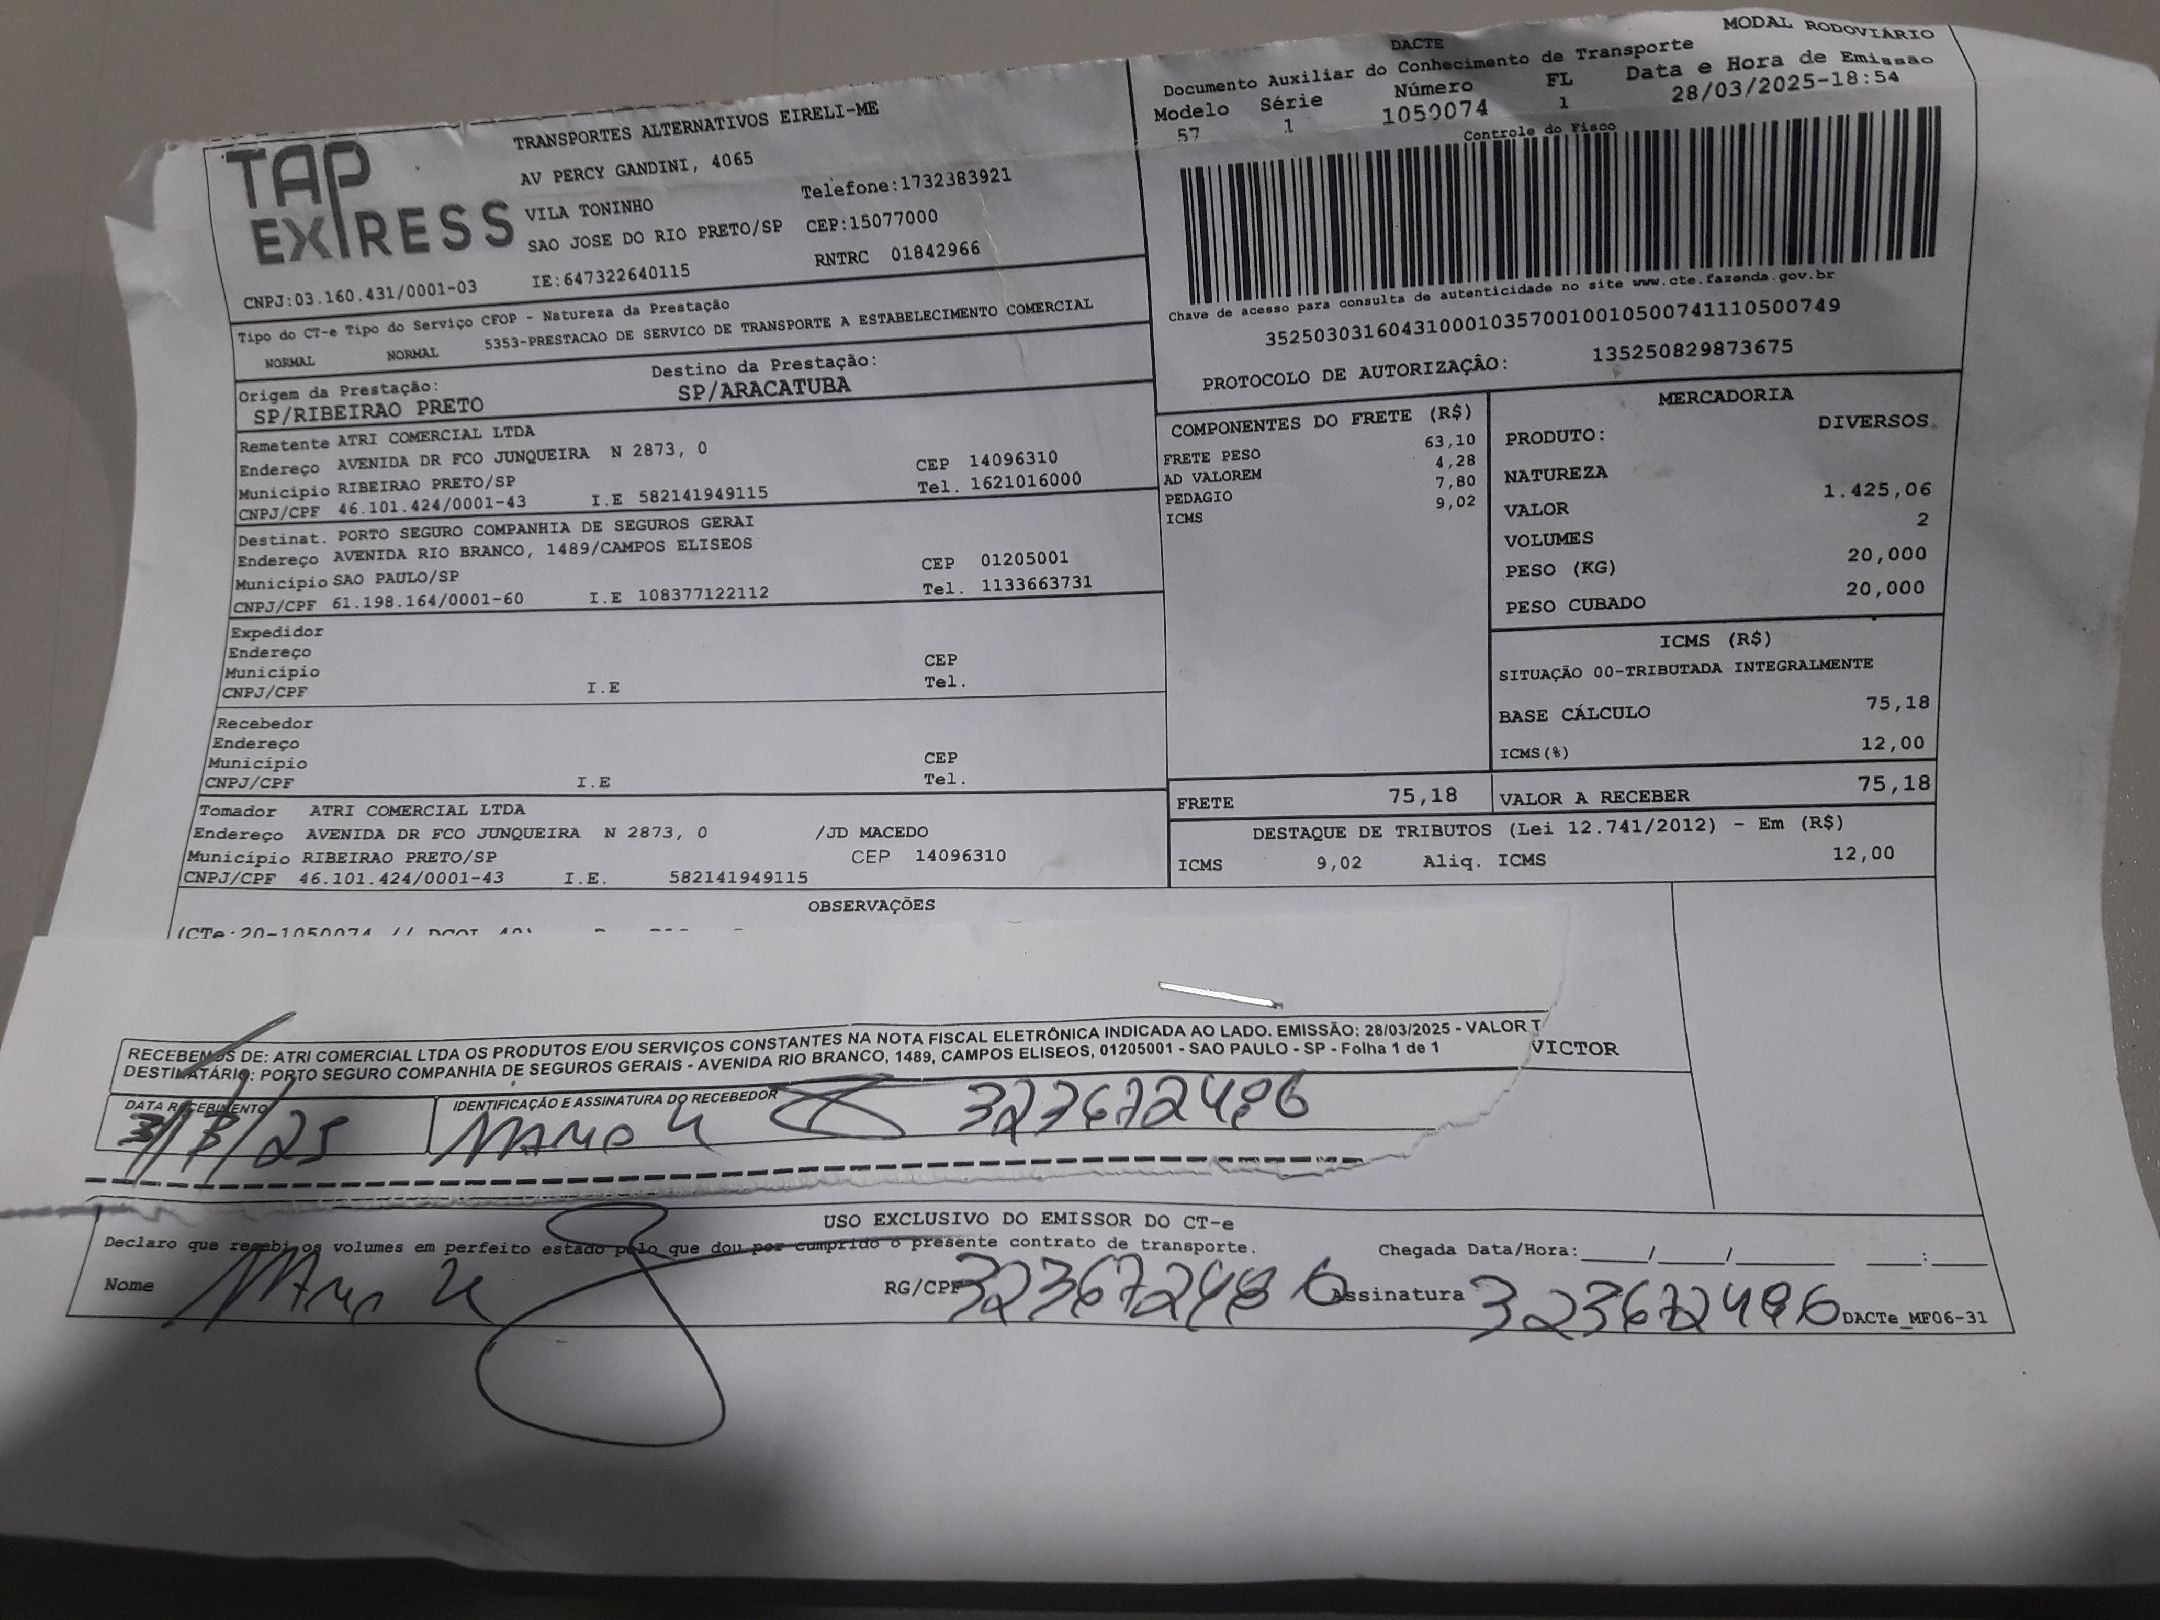 TAP EXPRESS
TRANSPORTES ALTERNATIVOS EIRELI-ME
AV PERCY GANDINI, 4065
VILA TONINHO Telefone:1732383921
SAO JOSE DO RIO PRETO/SP CEP:15077000
CNPJ:03.160.431/0001-03 IE:647322640115 RNTRC 01842966
Tipo do CT-e Tipo do Serviço CFOP - Natureza da Prestação
NORMAL NORMAL 5353-PRESTACAO DE SERVICO DE TRANSPORTE A ESTABELECIMENTO COMERCIAL
Origem da Prestação: Destino da Prestação:
SP/RIBEIRAO PRETO SP/ARACATUBA
Remetente ATRI COMERCIAL LTDA
Endereço AVENIDA DR FCO JUNQUEIRA N 2873, 0
Município RIBEIRAO PRETO/SP CEP 14096310
CNPJ/CPF 46.101.424/0001-43 I.E 582141949115 Tel. 1621016000
Destinat. PORTO SEGURO COMPANHIA DE SEGUROS GERAI
Endereço AVENIDA RIO BRANCO, 1489/CAMPOS ELISEOS
Município SAO PAULO/SP CEP 01205001
CNPJ/CPF 61.198.164/0001-60 I.E 108377122112 Tel. 1133663731
Expedidor
Endereço
Município CEP
CNPJ/CPF I.E Tel.
Recebedor
Endereço
Município CEP
CNPJ/CPF I.E Tel.
Tomador ATRI COMERCIAL LTDA
Endereço AVENIDA DR FCO JUNQUEIRA N 2873, 0 /JD MACEDO
Município RIBEIRAO PRETO/SP CEP 14096310
CNPJ/CPF 46.101.424/0001-43 I.E. 582141949115
MODAL RODOVIÁRIO
DACTE
Documento Auxiliar do Conhecimento de Transporte
Modelo Série Número FL Data e Hora de Emissão
57 1 1050074 1 28/03/2025-18:54
Controle do Fisco
Chave de acesso para consulta de autenticidade no site www.cte.fazenda.gov.br
35250303160431000103570010010500741110500749
PROTOCOLO DE AUTORIZAÇÂO: 135250829873675
COMPONENTES DO FRETE (R$)
FRETE PESO 63,10
AD VALOREM 4,28
PEDAGIO 7,80
ICMS 9,02
MERCADORIA
PRODUTO: DIVERSOS
NATUREZA
VALOR 1.425,06
VOLUMES 2
PESO (KG) 20,000
PESO CUBADO 20,000
ICMS (R$)
SITUAÇÃO 00-TRIBUTADA INTEGRALMENTE
BASE CÁLCULO 75,18
ICMS(%) 12,00
FRETE 75,18 VALOR A RECEBER 75,18
DESTAQUE DE TRIBUTOS (Lei 12.741/2012) - Em (R$)
ICMS 9,02 Aliq. ICMS 12,00
OBSERVAÇÕES
(CTe:20-1050074 //
RECEBEMOS DE: ATRI COMERCIAL LTDA OS PRODUTOS E/OU SERVIÇOS CONSTANTES NA NOTA FISCAL ELETRÔNICA INDICADA AO LADO. EMISSÃO: 28/03/2025 - VALOR T
DESTINATÁRIO: PORTO SEGURO COMPANHIA DE SEGUROS GERAIS - AVENIDA RIO BRANCO, 1489, CAMPOS ELISEOS, 01205001 - SAO PAULO - SP - Folha 1 de 1
VICTOR
DATA RECEBIMENTO IDENTIFICAÇÃO E ASSINATURA DO RECEBEDOR
USO EXCLUSIVO DO EMISSOR DO CT-e
Declaro que recebi os volumes em perfeito estado pelo que dou por cumprido o presente contrato de transporte. Chegada Data/Hora:___/___/___ __:__
Nome RG/CPF 323672486 Assinatura DACTe_MF06-31